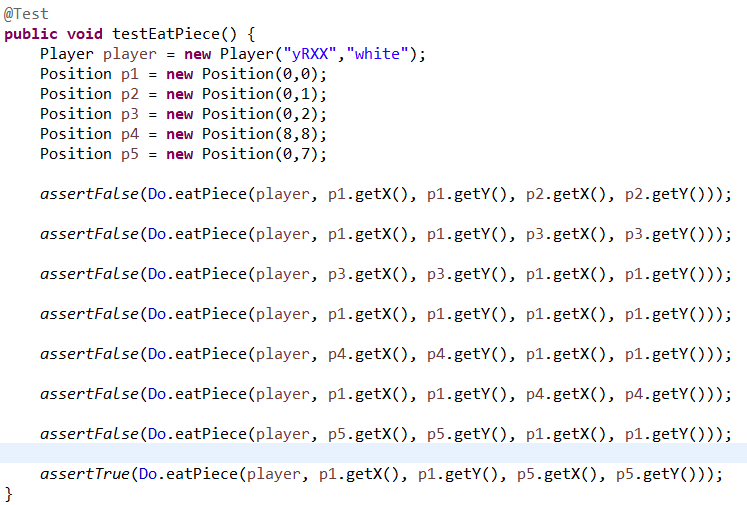 @Test
public void testEatPiece() {
    Player player = new Player("yRXX","white");
    Position p1 = new Position(0,0);
    Position p2 = new Position(0,1);
    Position p3 = new Position(0,2);
    Position p4 = new Position(8,8);
    Position p5 = new Position(0,7);

    assertFalse(Do.eatPiece(player, p1.getX(), p1.getY(), p2.getX(), p2.getY()));

    assertFalse(Do.eatPiece(player, p1.getX(), p1.getY(), p3.getX(), p3.getY()));

    assertFalse(Do.eatPiece(player, p3.getX(), p3.getY(), p1.getX(), p1.getY()));

    assertFalse(Do.eatPiece(player, p1.getX(), p1.getY(), p1.getX(), p1.getY()));

    assertFalse(Do.eatPiece(player, p4.getX(), p4.getY(), p1.getX(), p1.getY()));

    assertFalse(Do.eatPiece(player, p1.getX(), p1.getY(), p4.getX(), p4.getY()));

    assertFalse(Do.eatPiece(player, p5.getX(), p5.getY(), p1.getX(), p1.getY()));

    assertTrue(Do.eatPiece(player, p1.getX(), p1.getY(), p5.getX(), p5.getY()));
}